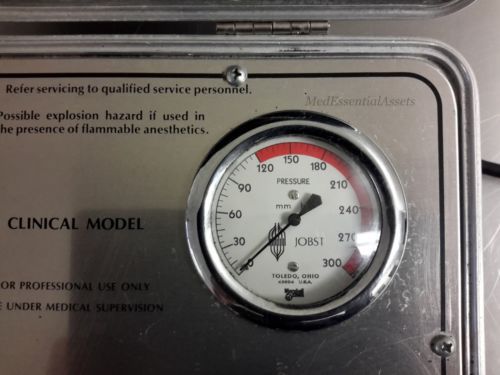 Refer servicing to qualified service personnel.
MedEssentialAssets
Possible explosion hazard if used in
the presence of flammable anesthetics.
CLINICAL MODEL
OR PROFESSIONAL USE ONLY
E UNDER MEDICAL SUPERVISION
0
30
60
90
120
150
180
210
240
270
300
PRESSURE
mm
JOBST
TOLEDO, OHIO
U.S.A.